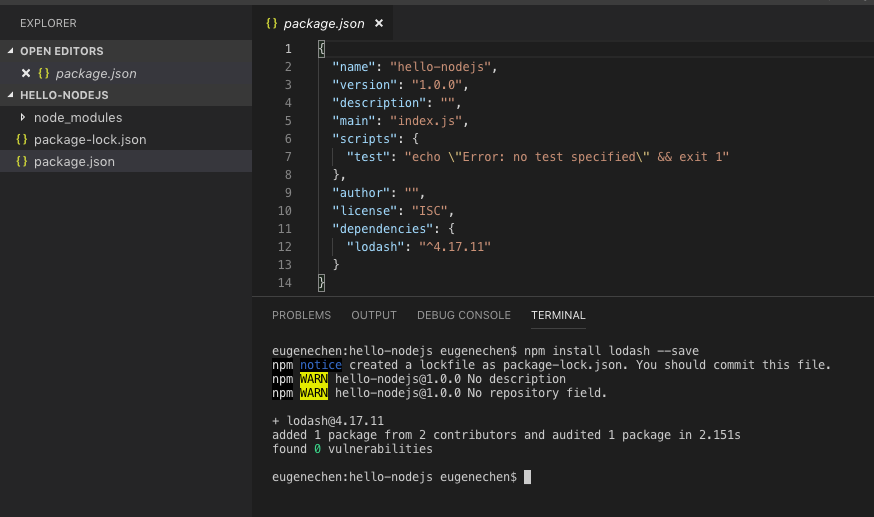 EXPLORER
OPEN EDITORS
{} package.json
HELLO-NODEJS
node_modules
{} package-lock.json
{} package.json
{} package.json
1 {
2 "name": "hello-nodejs",
3 "version": "1.0.0",
4 "description": "",
5 "main": "index.js",
6 "scripts": {
7 "test": "echo \"Error: no test specified\" && exit 1"
8 },
9 "author": "",
10 "license": "ISC",
11 "dependencies": {
12 "lodash": "^4.17.11"
13 }
14 }
PROBLEMS OUTPUT DEBUG CONSOLE TERMINAL
eugenechen:hello-nodejs eugenechen$ npm install lodash --save
npm notice created a lockfile as package-lock.json. You should commit this file.
npm WARN hello-nodejs@1.0.0 No description
npm WARN hello-nodejs@1.0.0 No repository field.
+ lodash@4.17.11
added 1 package from 2 contributors and audited 1 package in 2.151s
found 0 vulnerabilities
eugenechen:hello-nodejs eugenechen$